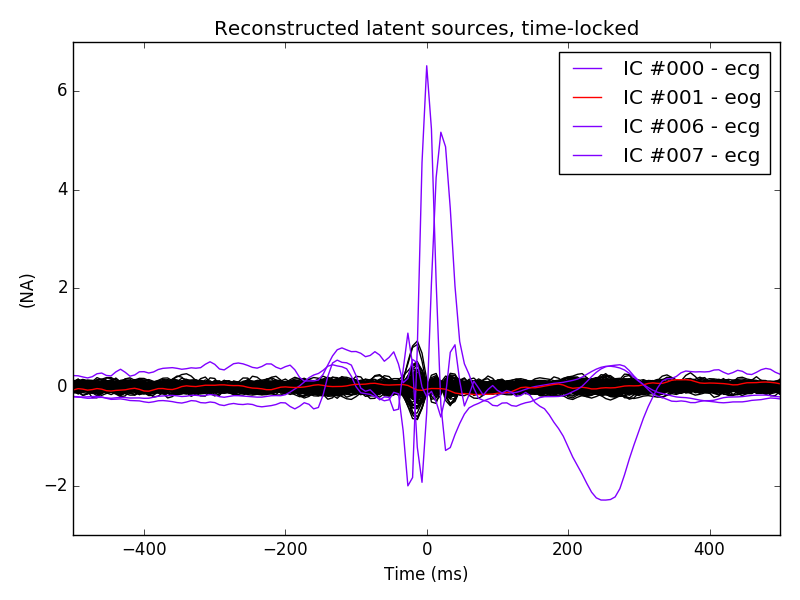 Reconstructed latent sources, time-locked
IC #000 - ecg
IC #001 - eog
IC #006 - ecg
IC #007 - ecg
6
4
2
0
−2
(NA)
−400
−200
0
200
400
Time (ms)